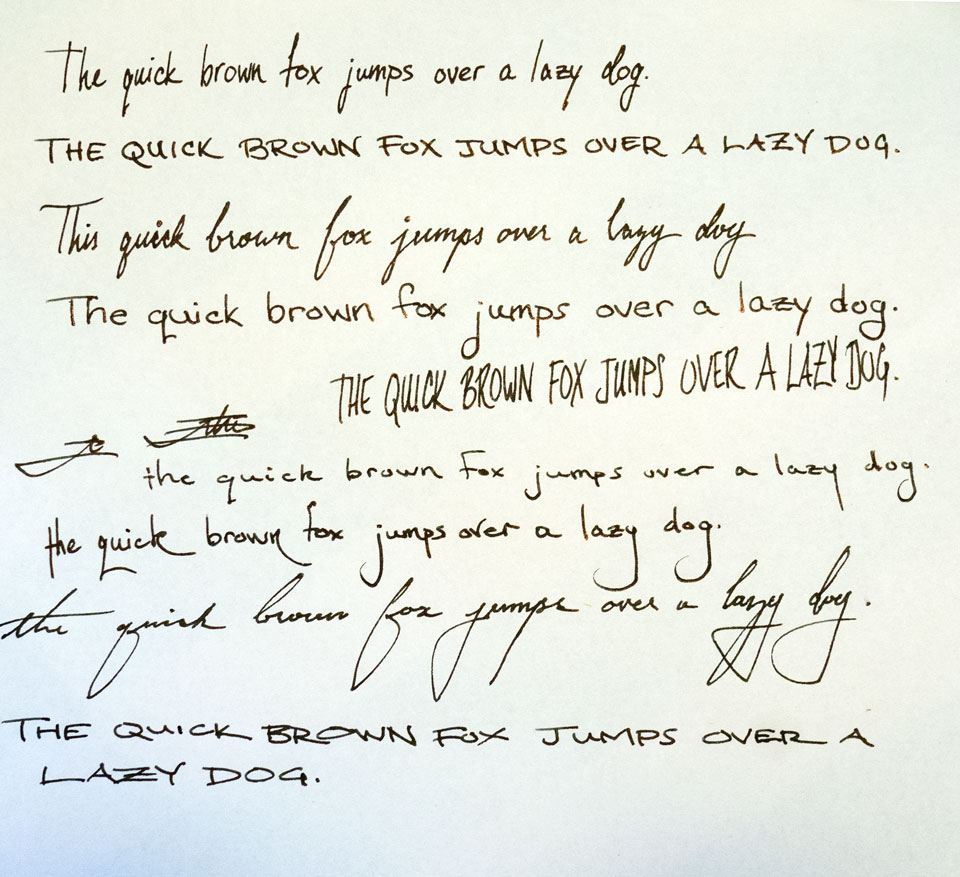 The quick brown fox jumps over a lazy dog.
THE QUICK BROWN FOX JUMPS OVER A LAZY DOG.
This quick brown fox jumps over a lazy dog
The quick brown fox jumps over a lazy dog.
THE QUICK BROWN FOX JUMPS OVER A LAZY DOG.
the quick brown fox jumps over a lazy dog.
the quick brown fox jumps over a lazy dog.
the quick brown fox jumps over a lazy dog.
THE QUICK BROWN FOX JUMPS OVER A
LAZY DOG.